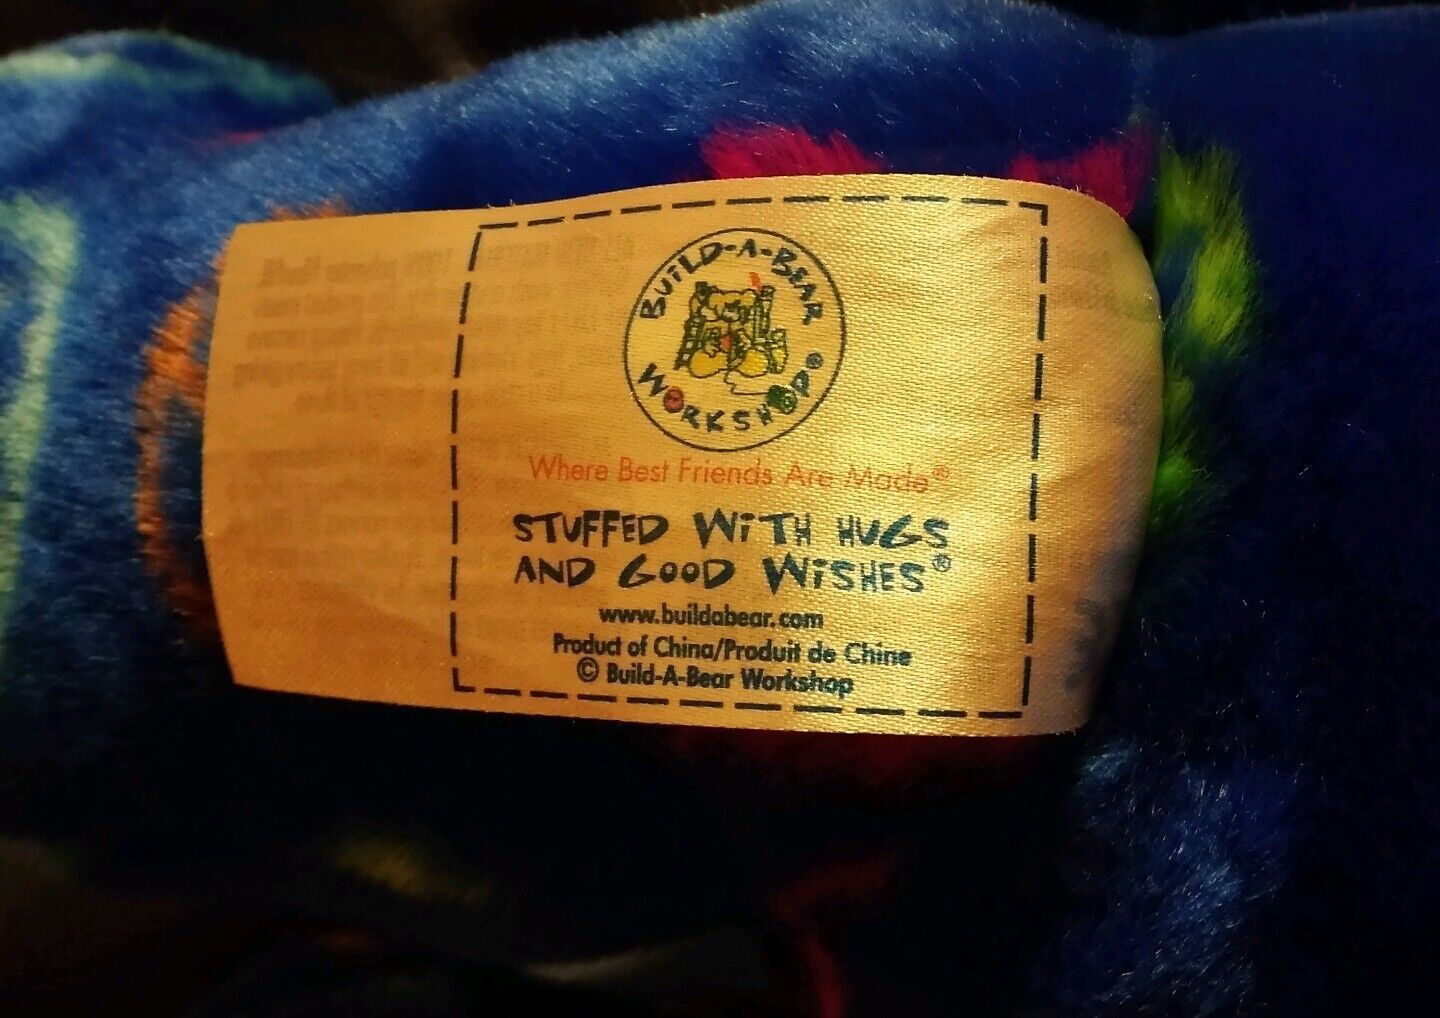 BUILD-A-BEAR
WORKSHOP®
Where Best Friends Are Made®
STUFFED WITH HUGS
AND GOOD WISHES®
www.buildabear.com
Product of China/Produit de Chine
© Build-A-Bear Workshop